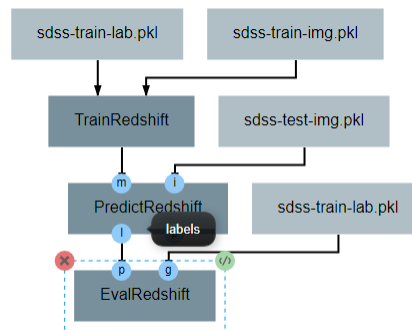 sdss-train-lab.pkl
sdss-train-img.pkl
TrainRedshift
sdss-test-img.pkl
m
i
PredictRedshift
sdss-train-lab.pkl
l
labels
</>
p
g
EvalRedshift